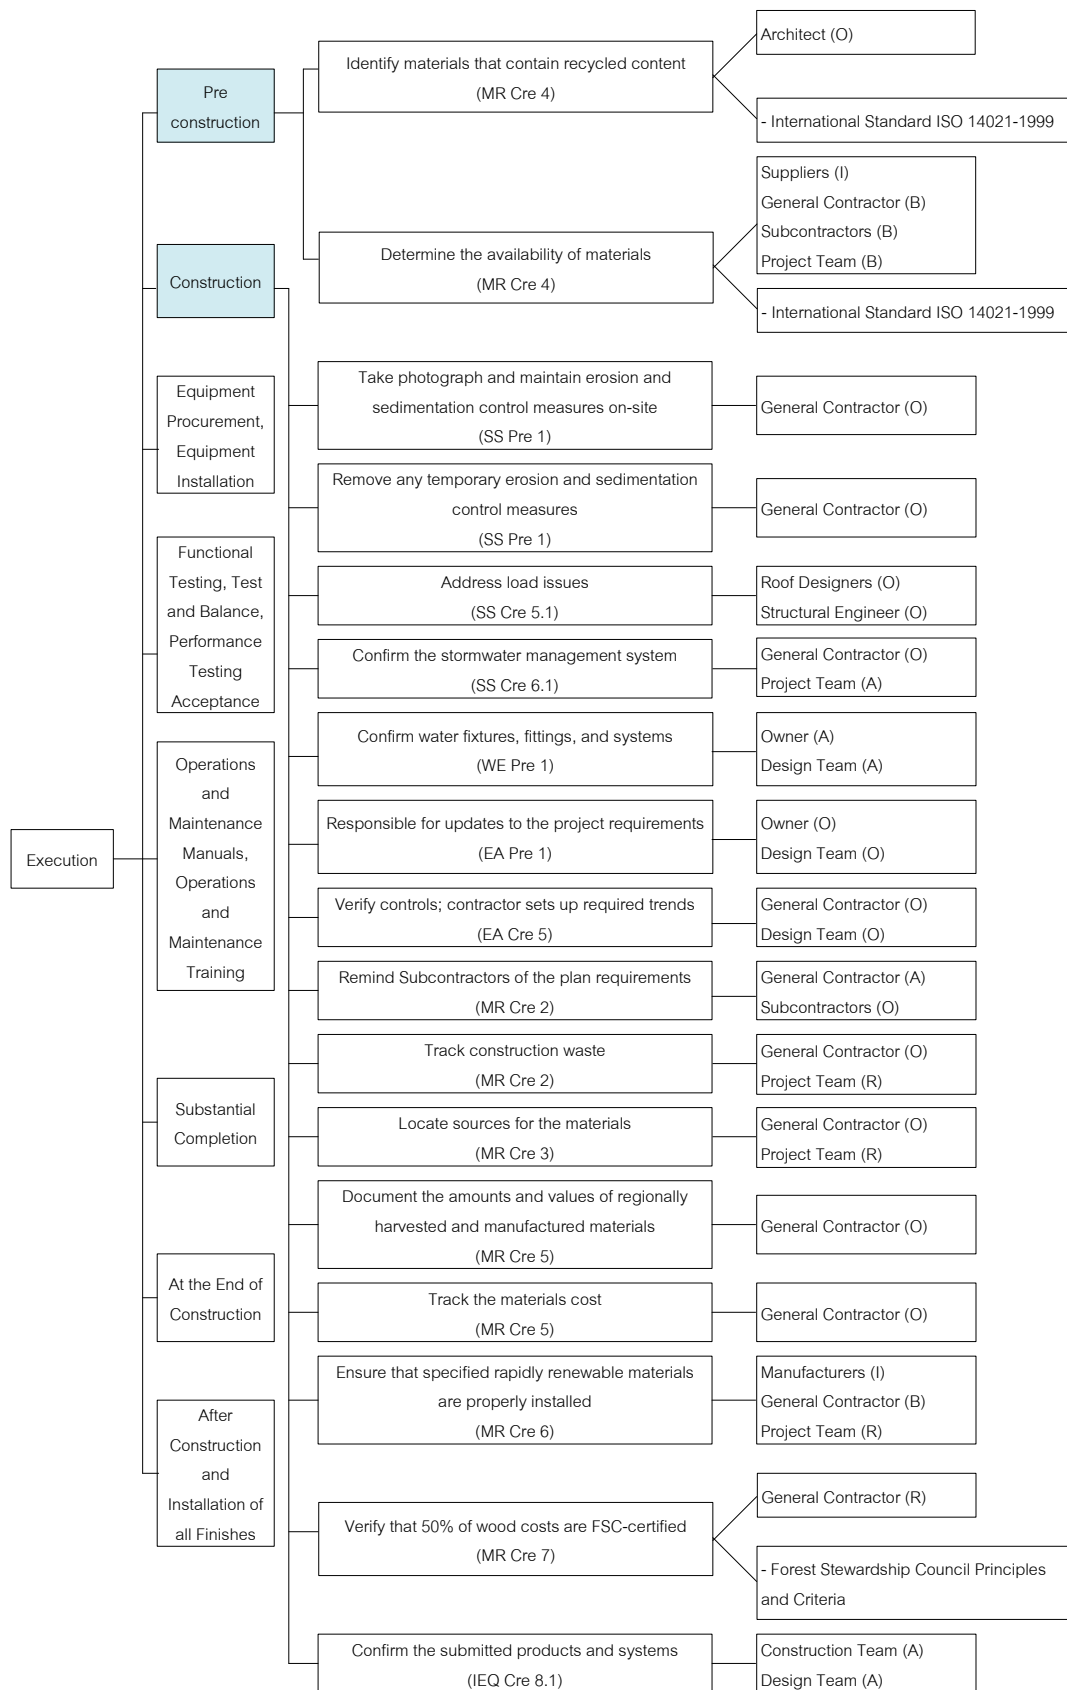 Execution
Pre
construction
Construction
Equipment
Procurement,
Equipment
Installation
Functional
Testing, Test
and Balance,
Performance
Testing
Acceptance
Operations
and
Maintenance
Manuals,
Operations
and
Maintenance
Training
Substantial
Completion
At the End of
Construction
After
Construction
and
Installation of
all Finishes
Identify materials that contain recycled content
(MR Cre 4)
Architect (O)
- International Standard ISO 14021-1999
Determine the availability of materials
(MR Cre 4)
Suppliers (I)
General Contractor (B)
Subcontractors (B)
Project Team (B)
- International Standard ISO 14021-1999
Take photograph and maintain erosion and
sedimentation control measures on-site
(SS Pre 1)
General Contractor (O)
Remove any temporary erosion and sedimentation
control measures
(SS Pre 1)
General Contractor (O)
Address load issues
(SS Cre 5.1)
Roof Designers (O)
Structural Engineer (O)
Confirm the stormwater management system
(SS Cre 6.1)
General Contractor (O)
Project Team (A)
Confirm water fixtures, fittings, and systems
(WE Pre 1)
Owner (A)
Design Team (A)
Responsible for updates to the project requirements
(EA Pre 1)
Owner (O)
Design Team (O)
Verify controls; contractor sets up required trends
(EA Cre 5)
General Contractor (O)
Design Team (O)
Remind Subcontractors of the plan requirements
(MR Cre 2)
General Contractor (A)
Subcontractors (O)
Track construction waste
(MR Cre 2)
General Contractor (O)
Project Team (R)
Locate sources for the materials
(MR Cre 3)
General Contractor (O)
Project Team (R)
Document the amounts and values of regionally
harvested and manufactured materials
(MR Cre 5)
General Contractor (O)
Track the materials cost
(MR Cre 5)
General Contractor (O)
Ensure that specified rapidly renewable materials
are properly installed
(MR Cre 6)
Manufacturers (I)
General Contractor (B)
Project Team (R)
Verify that 50% of wood costs are FSC-certified
(MR Cre 7)
General Contractor (R)
- Forest Stewardship Council Principles
and Criteria
Confirm the submitted products and systems
(IEQ Cre 8.1)
Construction Team (A)
Design Team (A)